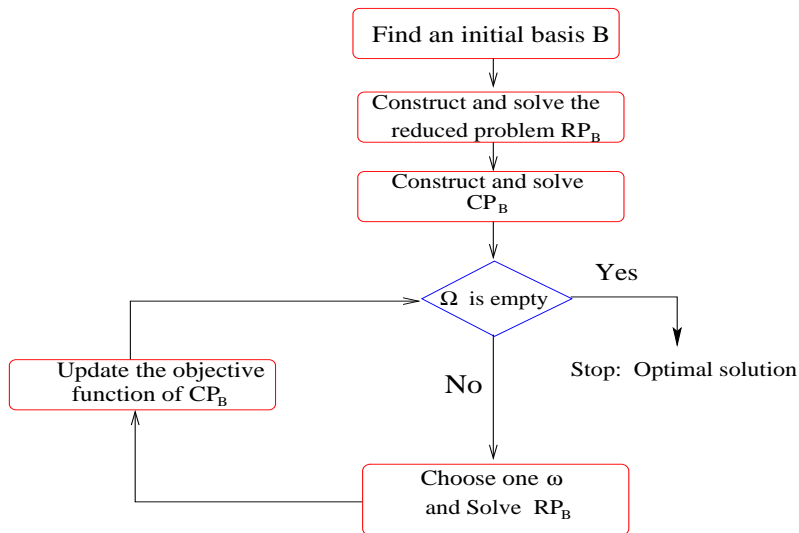 Find an initial basis B
Construct and solve the
reduced problem RP_B
Construct and solve
CP_B
Ω is empty
Yes
Stop: Optimal solution
No
Update the objective
function of CP_B
Choose one ω
and Solve RP_B